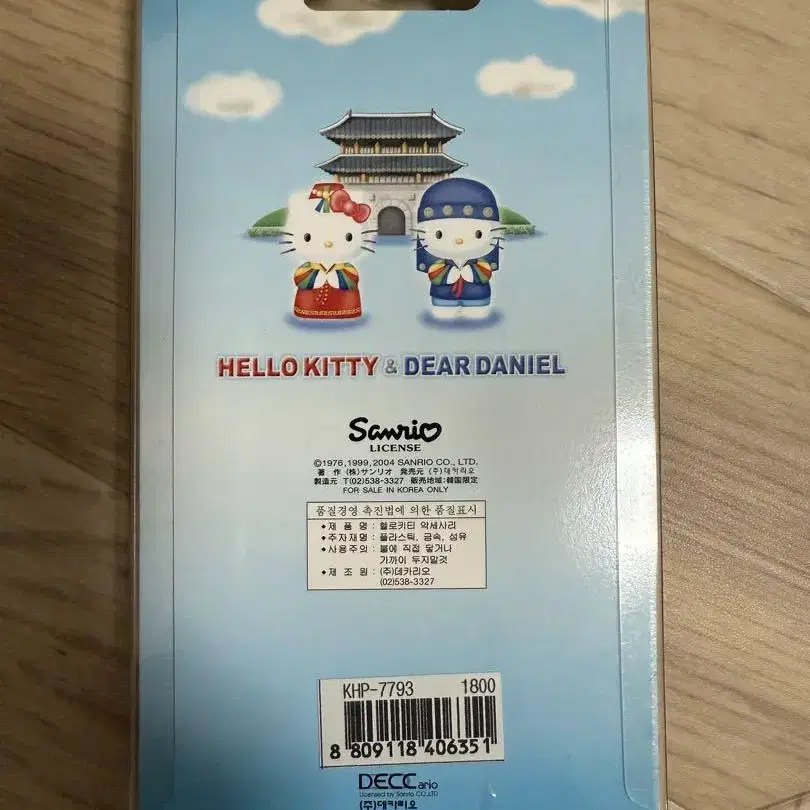 HELLO KITTY & DEAR DANIEL
Sanrio
LICENSE
©1976,1999,2004 SANRIO CO., LTD.
著 作 (株)サンリオ 発売元 (주)데카리오
製造元 T(02)538-3327 販売地域:韓国限定
FOR SALE IN KOREA ONLY
품질경영 촉진법에 의한 품질표시
• 제 품 명 : 헬로키티 악세사리
• 주자재명 : 플라스틱, 금속, 섬유
• 사용주의 : 불에 직접 닿거나
가까이 두지말것
• 제 조 원 : (주)데카리오
(02)538-3327
KHP-7793 1800
8 809118 406351
DECCario
Licensed by Sanrio CO.,LTD
(주)데카리오